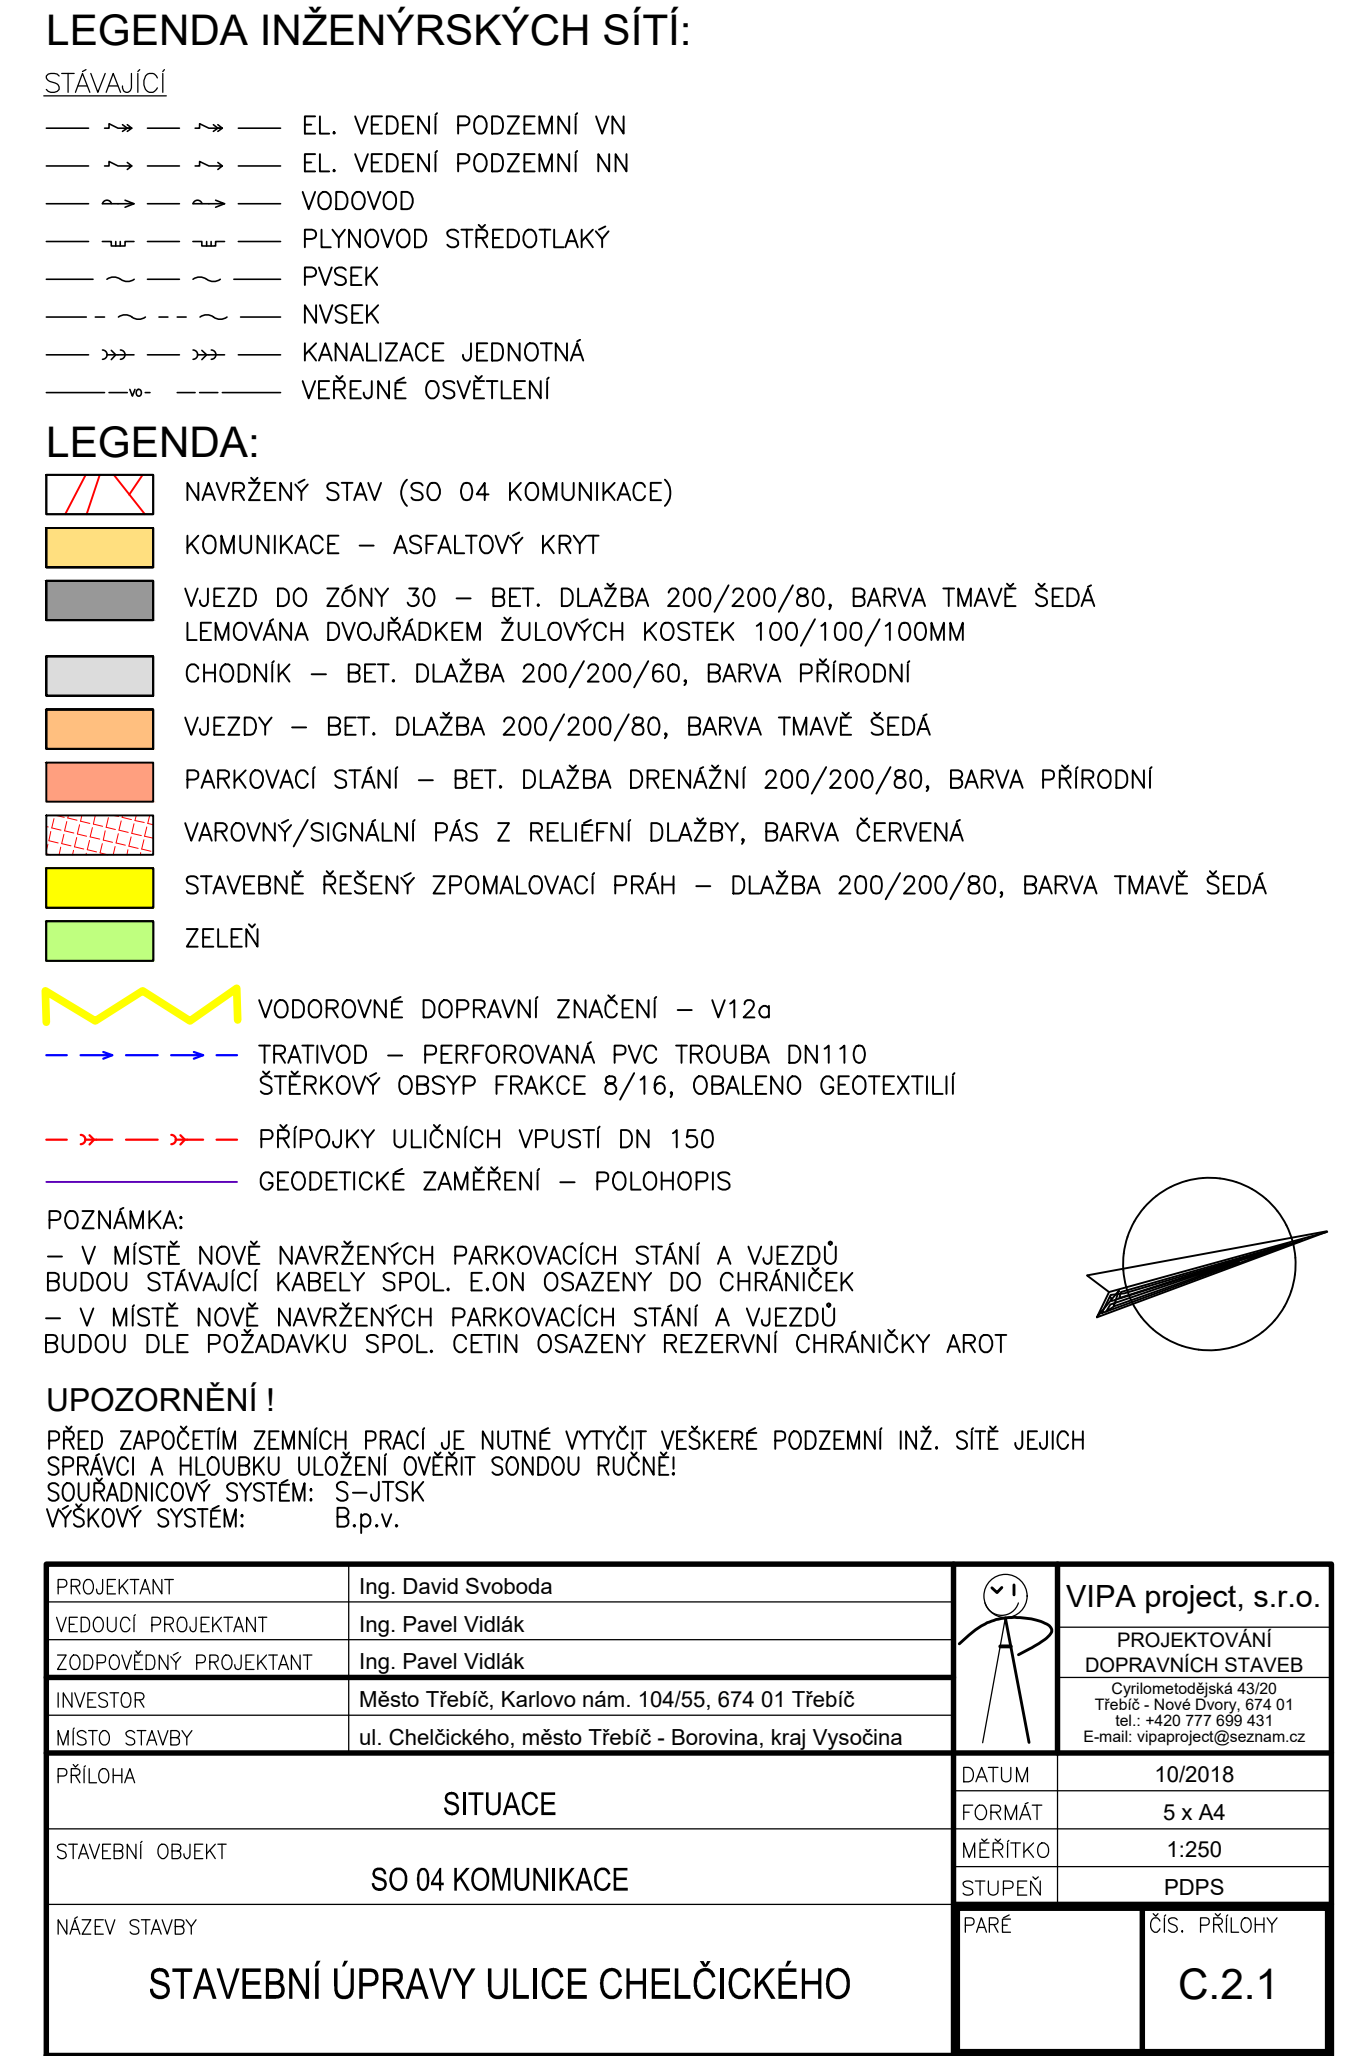 LEGENDA INŽENÝRSKÝCH SÍTÍ:
STÁVAJÍCÍ
EL. VEDENÍ PODZEMNÍ VN
EL. VEDENÍ PODZEMNÍ NN
VODOVOD
PLYNOVOD STŘEDOTLAKÝ
PVSEK
NVSEK
KANALIZACE JEDNOTNÁ
VO VEŘEJNÉ OSVĚTLENÍ
LEGENDA:
NAVRŽENÝ STAV (SO 04 KOMUNIKACE)
KOMUNIKACE – ASFALTOVÝ KRYT
VJEZD DO ZÓNY 30 – BET. DLAŽBA 200/200/80, BARVA TMAVĚ ŠEDÁ
LEMOVÁNA DVOJŘÁDKEM ŽULOVÝCH KOSTEK 100/100/100MM
CHODNÍK – BET. DLAŽBA 200/200/60, BARVA PŘÍRODNÍ
VJEZDY – BET. DLAŽBA 200/200/80, BARVA TMAVĚ ŠEDÁ
PARKOVACÍ STÁNÍ – BET. DLAŽBA DRENÁŽNÍ 200/200/80, BARVA PŘÍRODNÍ
VAROVNÝ/SIGNÁLNÍ PÁS Z RELIÉFNÍ DLAŽBY, BARVA ČERVENÁ
STAVEBNĚ ŘEŠENÝ ZPOMALOVACÍ PRÁH – DLAŽBA 200/200/80, BARVA TMAVĚ ŠEDÁ
ZELEŇ
VODOROVNÉ DOPRAVNÍ ZNAČENÍ – V12a
TRATIVOD – PERFOROVANÁ PVC TROUBA DN110
ŠTĚRKOVÝ OBSYP FRAKCE 8/16, OBALENO GEOTEXTILIÍ
PŘÍPOJKY ULIČNÍCH VPUSTÍ DN 150
GEODETICKÉ ZAMĚŘENÍ – POLOHOPIS
POZNÁMKA:
– V MÍSTĚ NOVĚ NAVRŽENÝCH PARKOVACÍCH STÁNÍ A VJEZDŮ
BUDOU STÁVAJÍCÍ KABELY SPOL. E.ON OSAZENY DO CHRÁNIČEK
– V MÍSTĚ NOVĚ NAVRŽENÝCH PARKOVACÍCH STÁNÍ A VJEZDŮ
BUDOU DLE POŽADAVKU SPOL. CETIN OSAZENY REZERVNÍ CHRÁNIČKY AROT
UPOZORNĚNÍ !
PŘED ZAPOČETÍM ZEMNÍCH PRACÍ JE NUTNÉ VYTYČIT VEŠKERÉ PODZEMNÍ INŽ. SÍTĚ JEJICH
SPRÁVCI A HLOUBKU ULOŽENÍ OVĚŘIT SONDOU RUČNĚ!
SOUŘADNICOVÝ SYSTÉM: S–JTSK
VÝŠKOVÝ SYSTÉM: B.p.v.
PROJEKTANT Ing. David Svoboda
VEDOUCÍ PROJEKTANT Ing. Pavel Vidlák
ZODPOVĚDNÝ PROJEKTANT Ing. Pavel Vidlák
INVESTOR Město Třebíč, Karlovo nám. 104/55, 674 01 Třebíč
MÍSTO STAVBY ul. Chelčického, město Třebíč - Borovina, kraj Vysočina
VIPA project, s.r.o.
PROJEKTOVÁNÍ
DOPRAVNÍCH STAVEB
Cyrilometodějská 43/20
Třebíč - Nové Dvory, 674 01
tel.: +420 777 699 431
E-mail: vipaproject@seznam.cz
PŘÍLOHA
SITUACE
STAVEBNÍ OBJEKT
SO 04 KOMUNIKACE
NÁZEV STAVBY
STAVEBNÍ ÚPRAVY ULICE CHELČICKÉHO
DATUM 10/2018
FORMÁT 5 x A4
MĚŘÍTKO 1:250
STUPEŇ PDPS
PARÉ
ČÍS. PŘÍLOHY
C.2.1